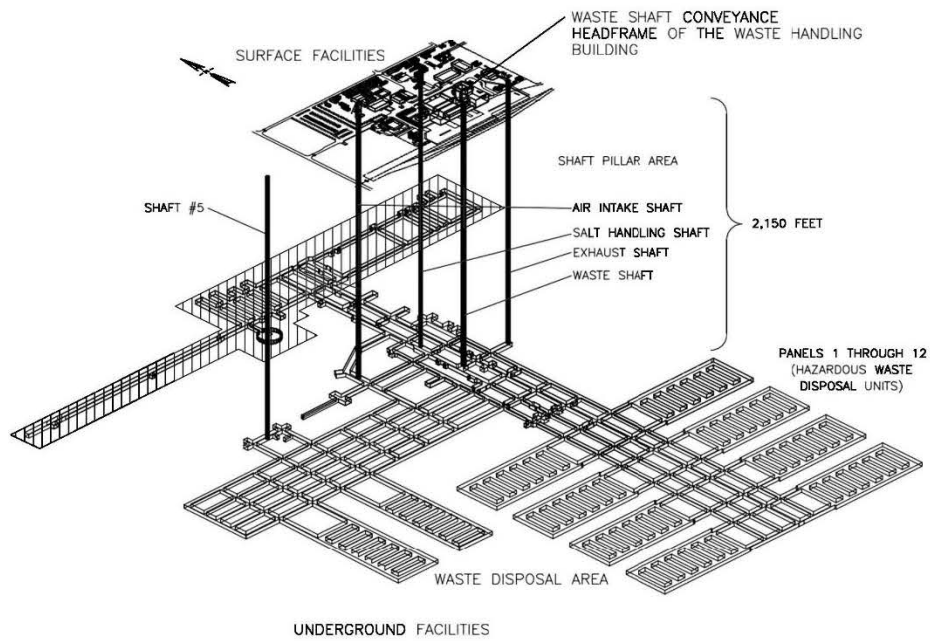 WASTE SHAFT CONVEYANCE
HEADFRAME OF THE WASTE HANDLING
BUILDING
SURFACE FACILITIES
SHAFT PILLAR AREA
SHAFT #5
AIR INTAKE SHAFT
2,150 FEET
SALT HANDLING SHAFT
EXHAUST SHAFT
WASTE SHAFT
PANELS 1 THROUGH 12
(HAZARDOUS WASTE
DISPOSAL UNITS)
WASTE DISPOSAL AREA
UNDERGROUND FACILITIES